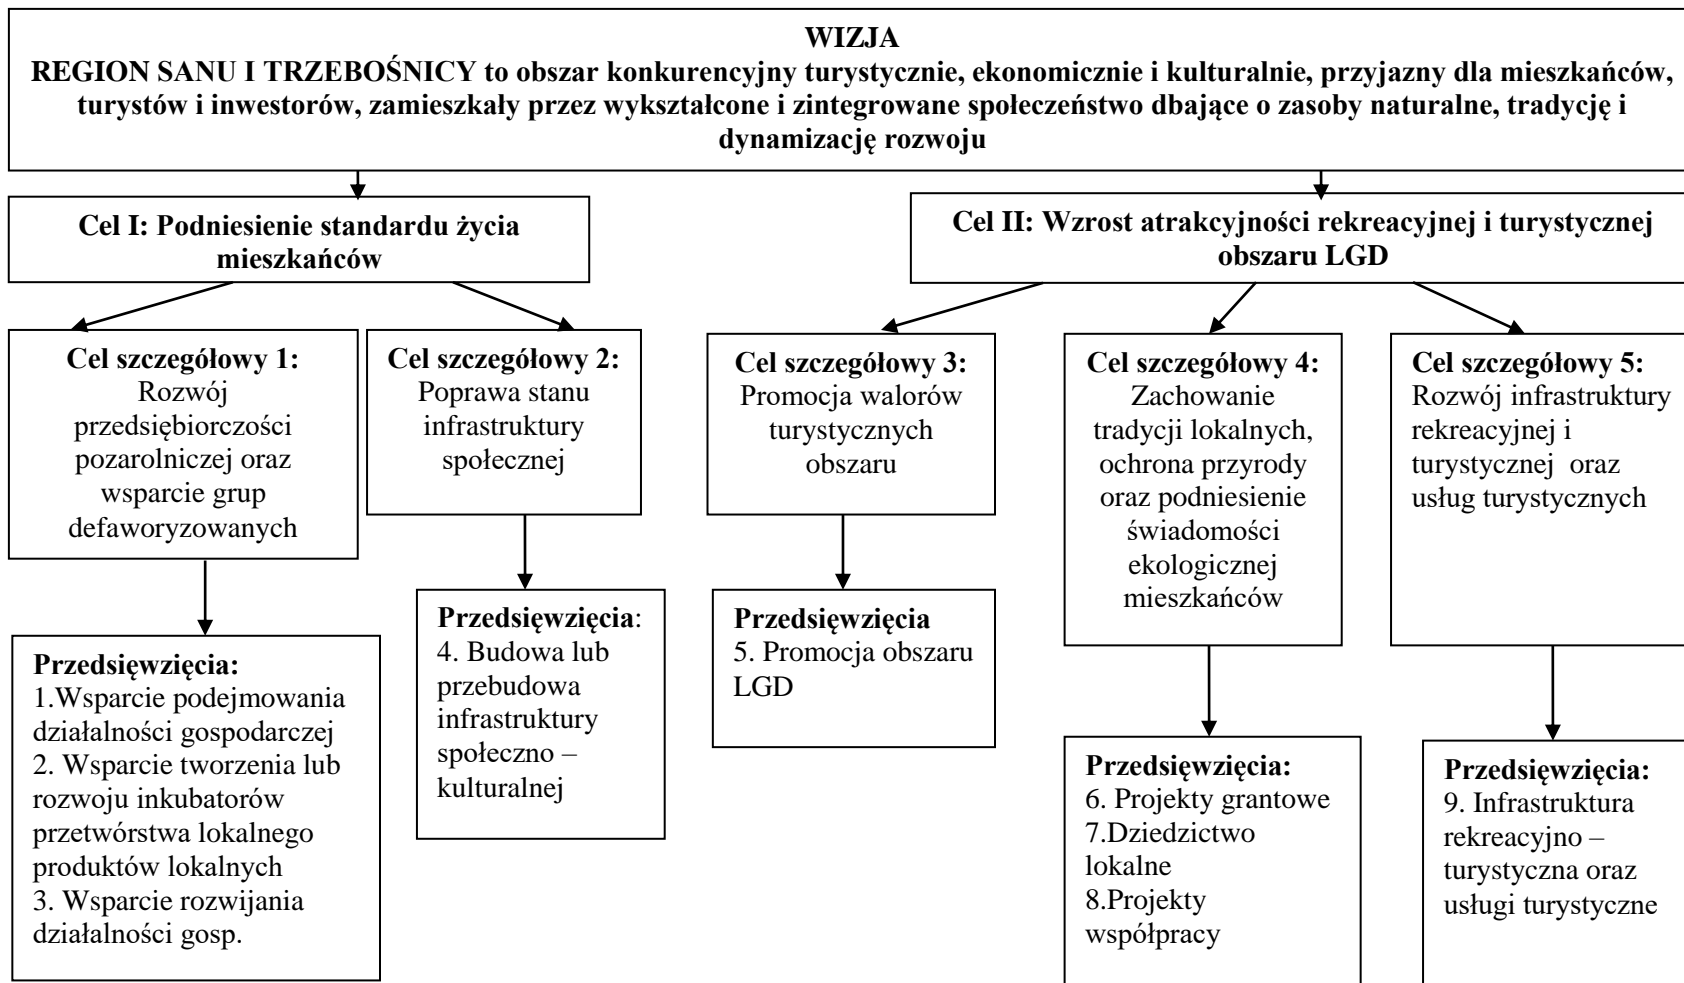 WIZJA
REGION SANU I TRZEBOŚNICY to obszar konkurencyjny turystycznie, ekonomicznie i kulturalnie, przyjazny dla mieszkańców,
turystów i inwestorów, zamieszkały przez wykształcone i zintegrowane społeczeństwo dbające o zasoby naturalne, tradycję i
dynamizację rozwoju
Cel I: Podniesienie standardu życia
mieszkańców
Cel II: Wzrost atrakcyjności rekreacyjnej i turystycznej
obszaru LGD
Cel szczegółowy 1:
Rozwój
przedsiębiorczości
pozarolniczej oraz
wsparcie grup
defaworyzowanych
Cel szczegółowy 2:
Poprawa stanu
infrastruktury
społecznej
Cel szczegółowy 3:
Promocja walorów
turystycznych
obszaru
Cel szczegółowy 4:
Zachowanie
tradycji lokalnych,
ochrona przyrody
oraz podniesienie
świadomości
ekologicznej
mieszkańców
Cel szczegółowy 5:
Rozwój infrastruktury
rekreacyjnej i
turystycznej oraz
usług turystycznych
Przedsięwzięcia:
1.Wsparcie podejmowania
działalności gospodarczej
2. Wsparcie tworzenia lub
rozwoju inkubatorów
przetwórstwa lokalnego
produktów lokalnych
3. Wsparcie rozwijania
działalności gosp.
Przedsięwzięcia:
4. Budowa lub
przebudowa
infrastruktury
społeczno –
kulturalnej
Przedsięwzięcia
5. Promocja obszaru
LGD
Przedsięwzięcia:
6. Projekty grantowe
7.Dziedzictwo
lokalne
8.Projekty
współpracy
Przedsięwzięcia:
9. Infrastruktura
rekreacyjno –
turystyczna oraz
usługi turystyczne